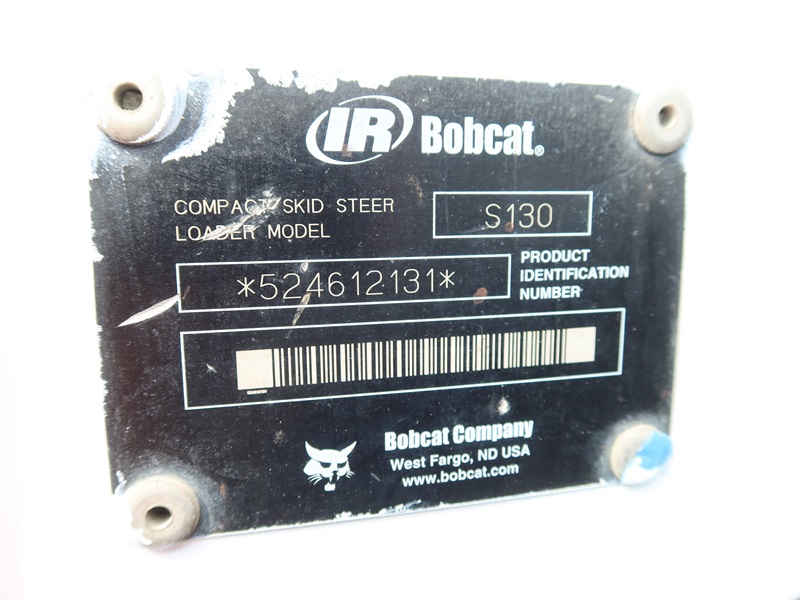 IR Bobcat®
COMPACT SKID STEER
LOADER MODEL
S130
*524612131*
PRODUCT
IDENTIFICATION
NUMBER
Bobcat Company
West Fargo, ND USA
www.bobcat.com